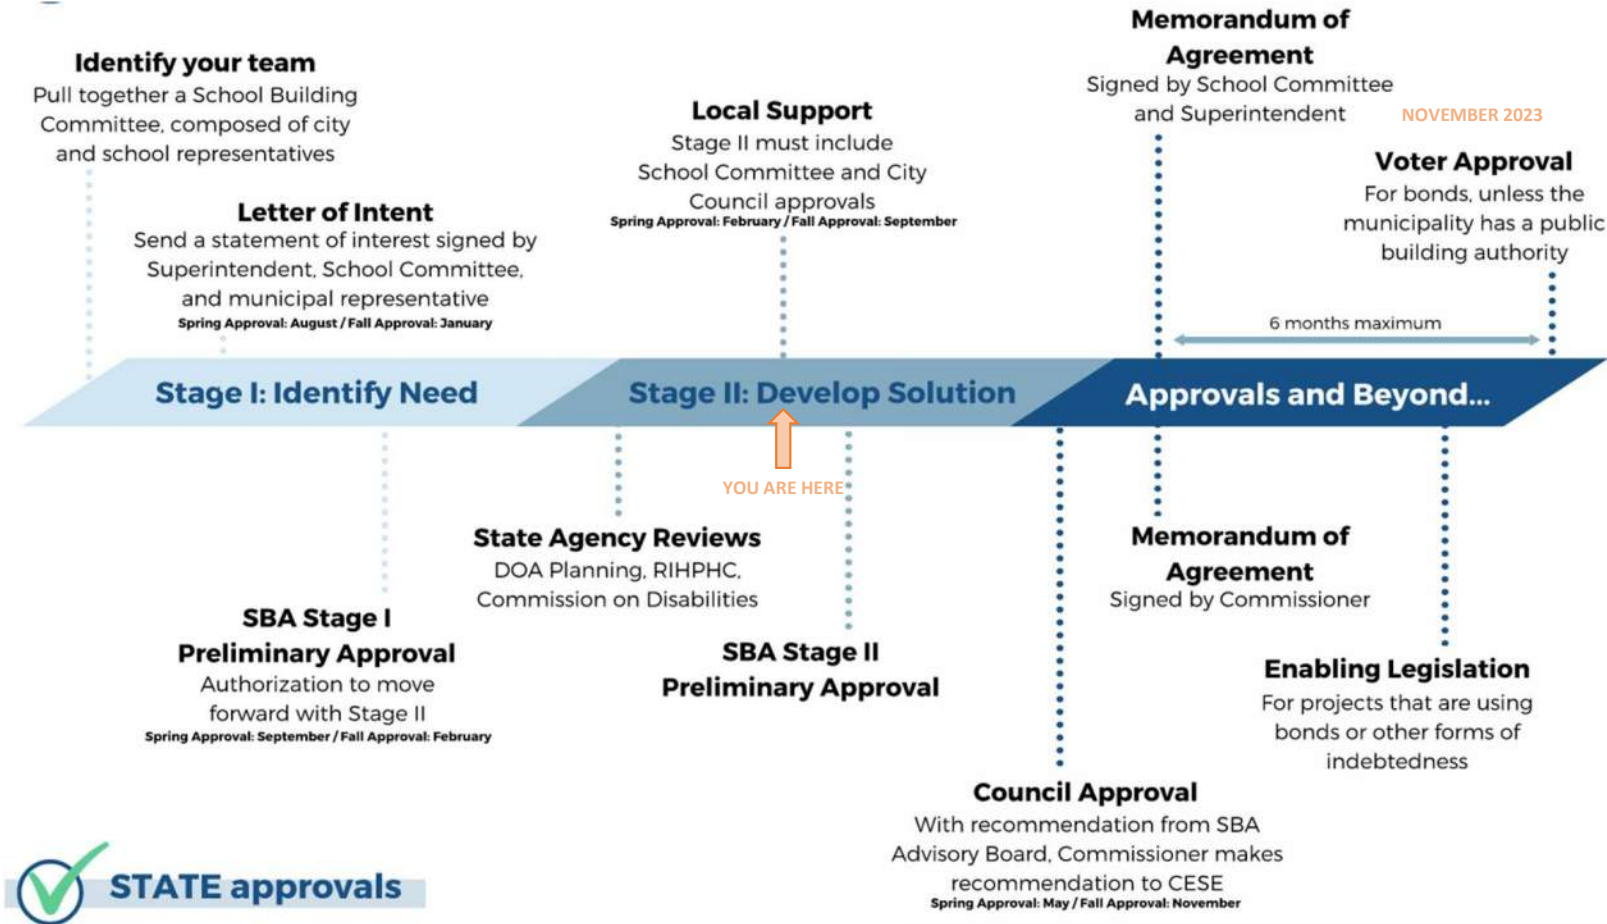 Identify your team
Pull together a School Building
Committee, composed of city
and school representatives
Letter of Intent
Send a statement of interest signed by
Superintendent, School Committee,
and municipal representative
Spring Approval: August / Fall Approval: January
Local Support
Stage II must include
School Committee and City
Council approvals
Spring Approval: February / Fall Approval: September
Memorandum of
Agreement
Signed by School Committee
and Superintendent
NOVEMBER 2023
Voter Approval
For bonds, unless the
municipality has a public
building authority
6 months maximum
Stage I: Identify Need
Stage II: Develop Solution
Approvals and Beyond...
YOU ARE HERE
SBA Stage I
Preliminary Approval
Authorization to move
forward with Stage II
Spring Approval: September / Fall Approval: February
State Agency Reviews
DOA Planning, RIHPHC,
Commission on Disabilities
SBA Stage II
Preliminary Approval
Council Approval
With recommendation from SBA
Advisory Board, Commissioner makes
recommendation to CESE
Spring Approval: May / Fall Approval: November
Memorandum of
Agreement
Signed by Commissioner
Enabling Legislation
For projects that are using
bonds or other forms of
indebtedness
STATE approvals